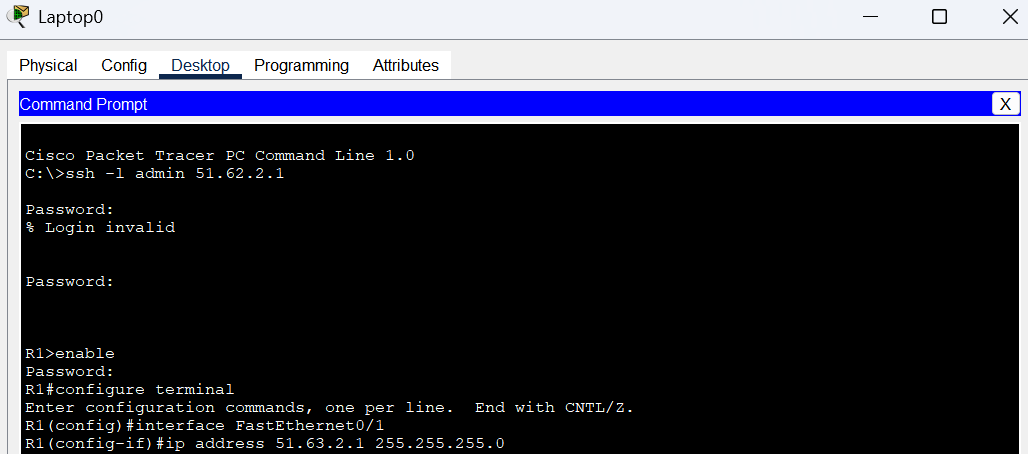 Laptop0
Physical Config Desktop Programming Attributes
Command Prompt X
Cisco Packet Tracer PC Command Line 1.0
C:\>ssh -l admin 51.62.2.1
Password:
% Login invalid
Password:
R1>enable
Password:
R1#configure terminal
Enter configuration commands, one per line.  End with CNTL/Z.
R1(config)#interface FastEthernet0/1
R1(config-if)#ip address 51.63.2.1 255.255.255.0